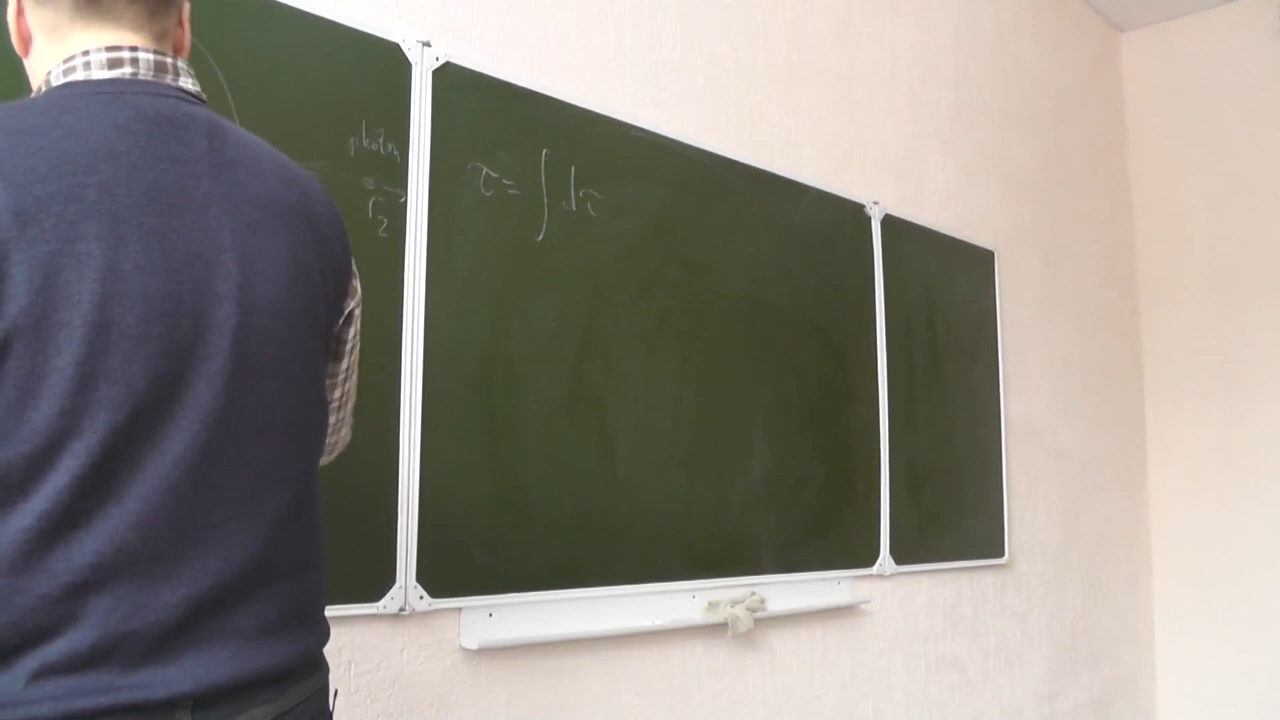 photon
r₂
τ = ∫ dτ